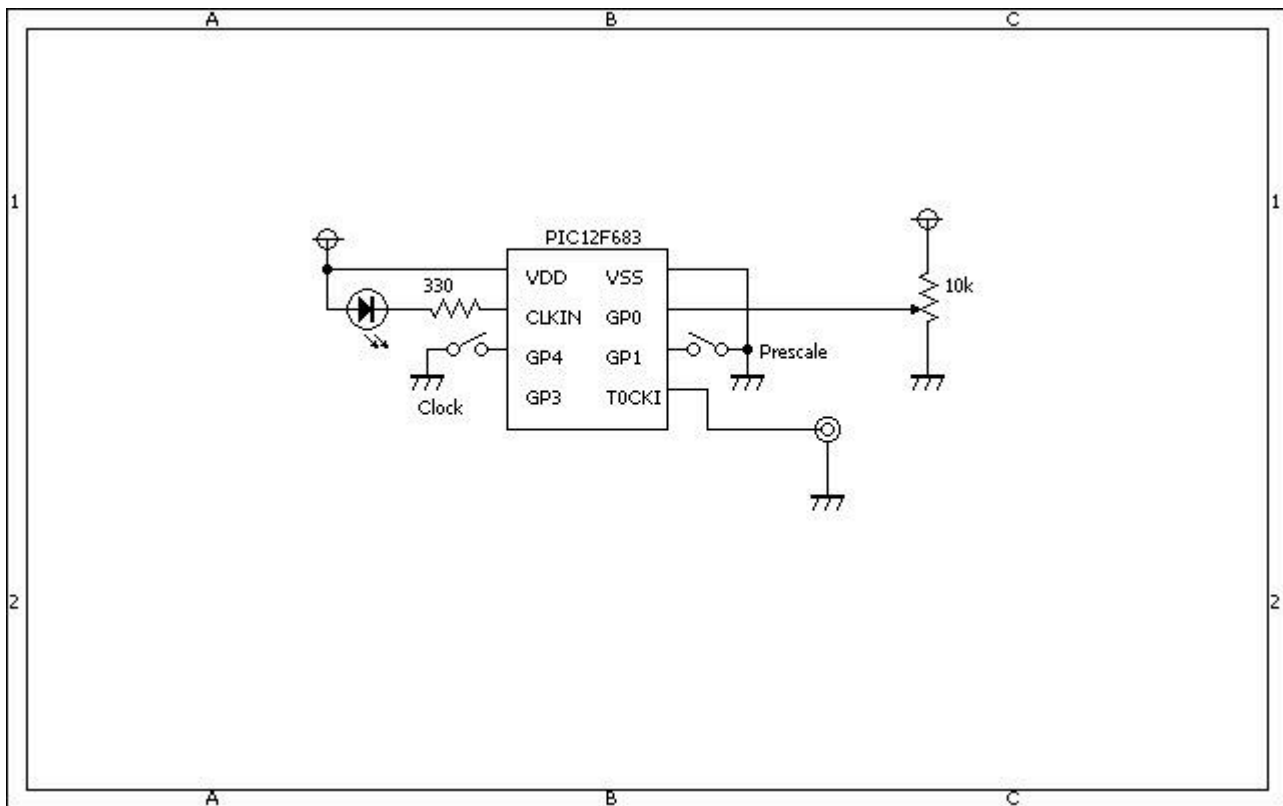 A B C
1 1
PIC12F683
VDD VSS
330
10k
CLKIN GP0
GP4 GP1
Prescale
Clock
GP3 T0CKI
2 2
A B C